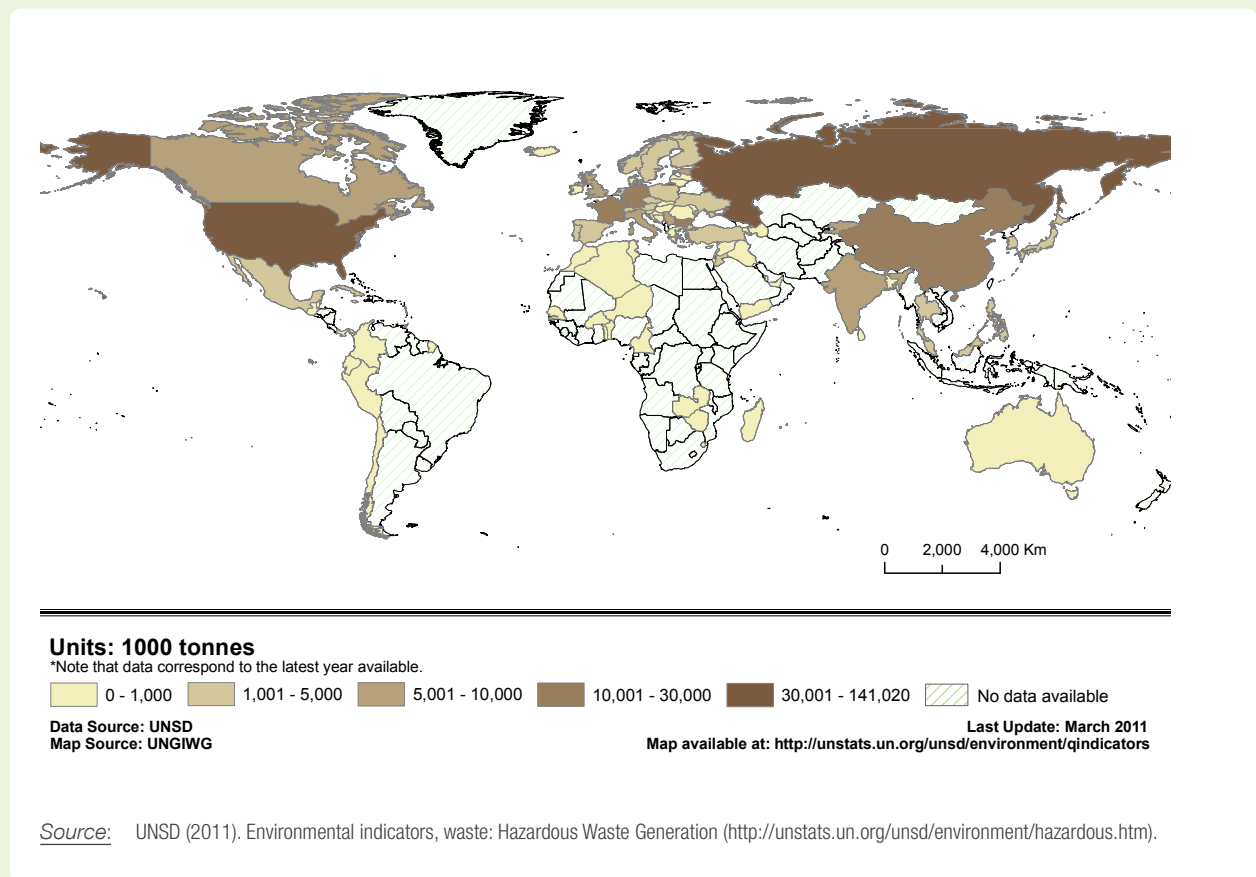 0 2,000 4,000 Km
Units: 1000 tonnes
*Note that data correspond to the latest year available.
0 - 1,000 1,001 - 5,000 5,001 - 10,000 10,001 - 30,000 30,001 - 141,020 No data available
Data Source: UNSD Last Update: March 2011
Map Source: UNGIWG Map available at: http://unstats.un.org/unsd/environment/qindicators
Source: UNSD (2011). Environmental indicators, waste: Hazardous Waste Generation (http://unstats.un.org/unsd/environment/hazardous.htm).